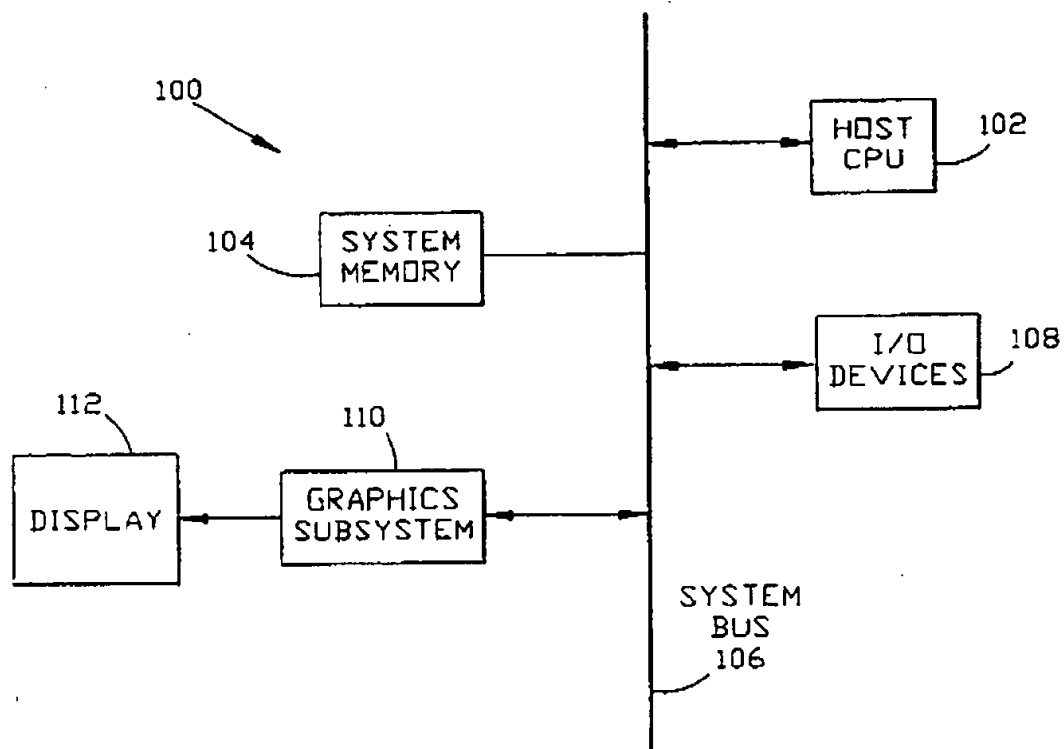 100
HOST
CPU
102
104
SYSTEM
MEMORY
I/O
DEVICES
108
112
110
DISPLAY
GRAPHICS
SUBSYSTEM
SYSTEM
BUS
106